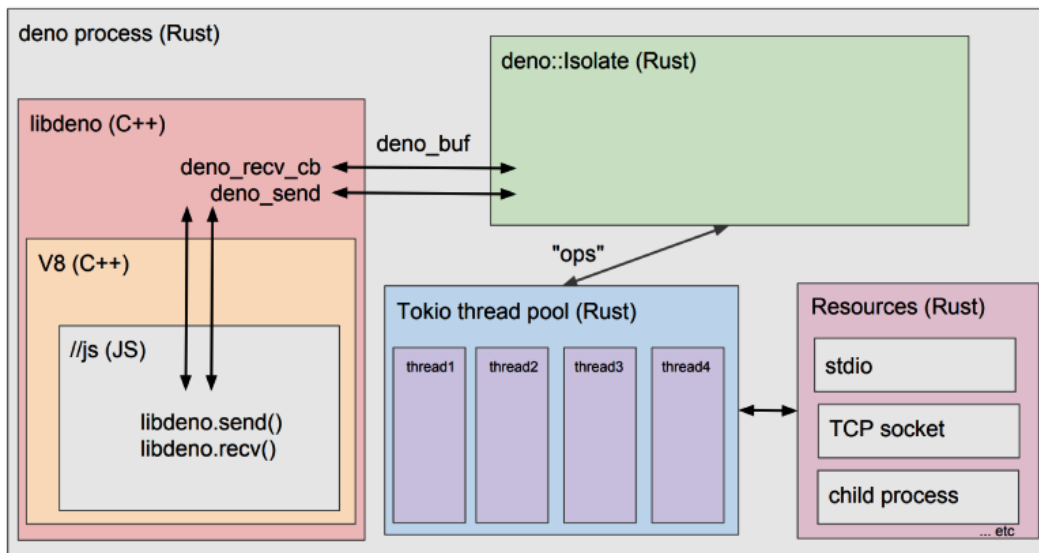 deno process (Rust)
deno::Isolate (Rust)
libdeno (C++)
deno_buf
deno_recv_cb
deno_send
V8 (C++)
//js (JS)
libdeno.send()
libdeno.recv()
"ops"
Tokio thread pool (Rust)
thread1
thread2
thread3
thread4
Resources (Rust)
stdio
TCP socket
child process
... etc